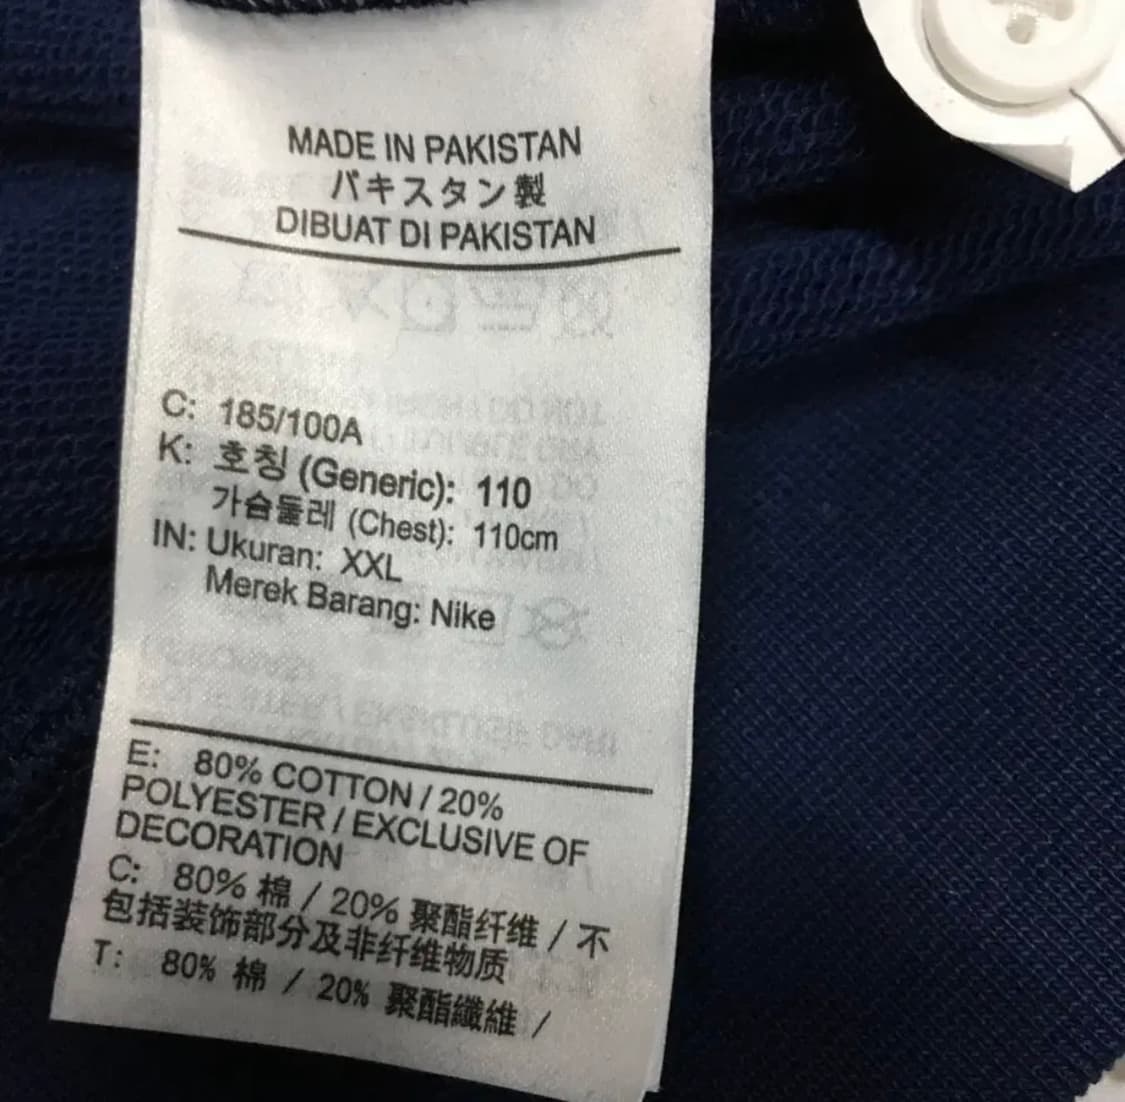 MADE IN PAKISTAN
パキスタン製
DIBUAT DI PAKISTAN
C: 185/100A
K: 호칭 (Generic): 110
가슴둘레 (Chest): 110cm
IN: Ukuran: XXL
Merek Barang: Nike
E: 80% COTTON / 20%
POLYESTER / EXCLUSIVE OF
DECORATION
C: 80% 棉 / 20% 聚酯纤维 / 不
包括装饰部分及非纤维物质
T: 80% 棉 / 20% 聚酯纖維 /